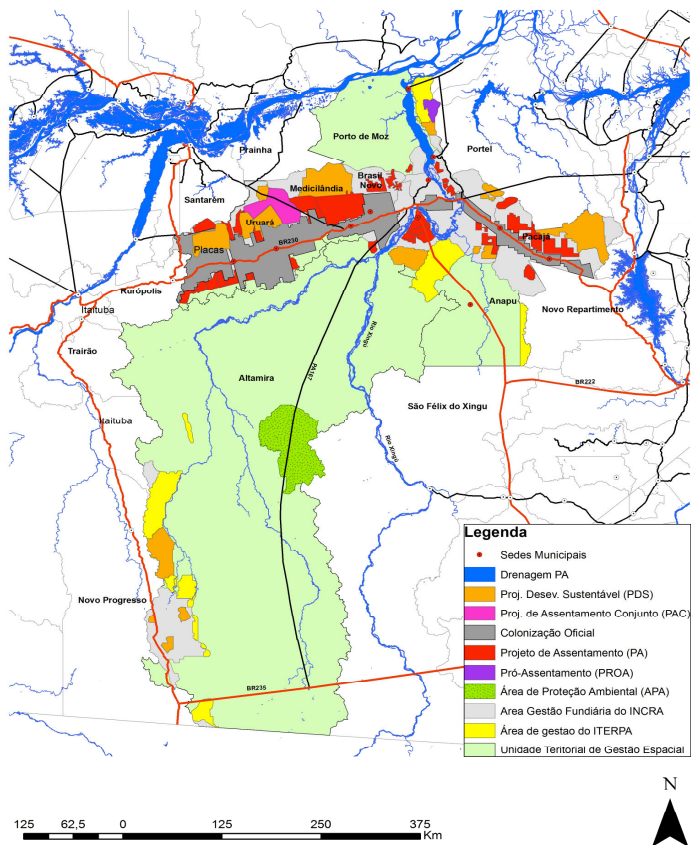 Porto de Moz
Portel
Prainha
Brasil
Novo
Medicilândia
Santarém
Uruará
BR230
Pacajá
Placas
Rurópolis
Itaituba
Anapu
Novo Repartimento
Trairão
Rio Xingú
Altamira
PA167
BR222
São Félix do Xingu
Itaituba
Rio Xingú
Novo Progresso
BR235
Legenda
Sedes Municipais
Drenagem PA
Proj. Desev. Sustentável (PDS)
Proj. de Assentamento Conjunto (PAC)
Colonização Oficial
Projeto de Assentamento (PA)
Pró-Assentamento (PROA)
Área de Proteção Ambiental (APA)
Area Gestão Fundiária do INCRA
Área de gestao do ITERPA
Unidade Teritorial de Gestão Espacial
N
125 62,5 0 125 250 375
Km